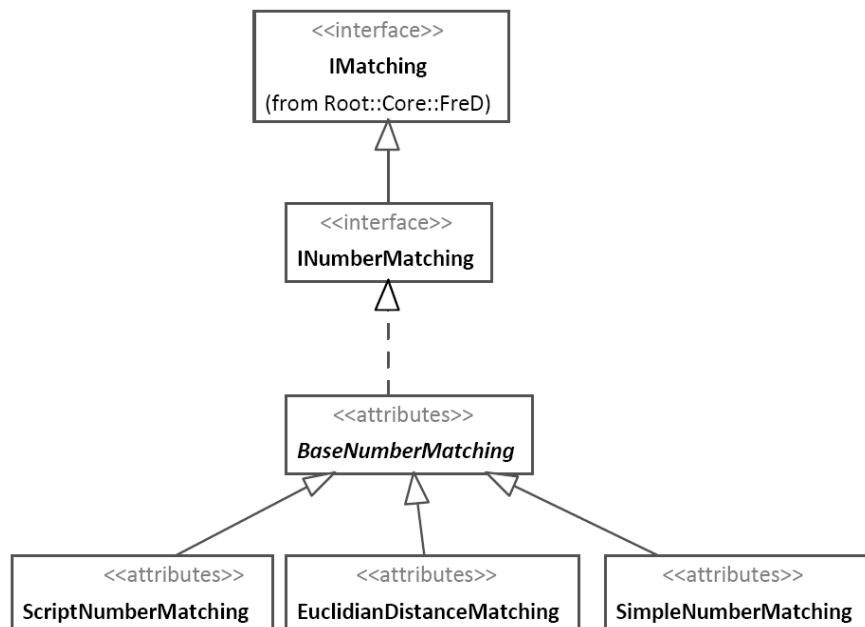 <<interface>>
IMatching
(from Root::Core::FreD)
<<interface>>
INumberMatching
<<attributes>>
BaseNumberMatching
<<attributes>>
ScriptNumberMatching
<<attributes>>
EuclidianDistanceMatching
<<attributes>>
SimpleNumberMatching